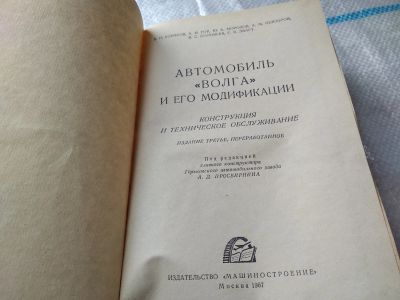 АВТОМОБИЛЬ
«ВОЛГА»
И ЕГО МОДИФИКАЦИИ
КОНСТРУКЦИЯ
И ТЕХНИЧЕСКОЕ ОБСЛУЖИВАНИЕ
ИЗДАНИЕ ТРЕТЬЕ, ПЕРЕРАБОТАННОЕ
Под редакцией
главного конструктора
Горьковского автомобильного завода
А. Д. ПРОСВИРНИНА
ИЗДАТЕЛЬСТВО «МАШИНОСТРОЕНИЕ»
Москва 1967